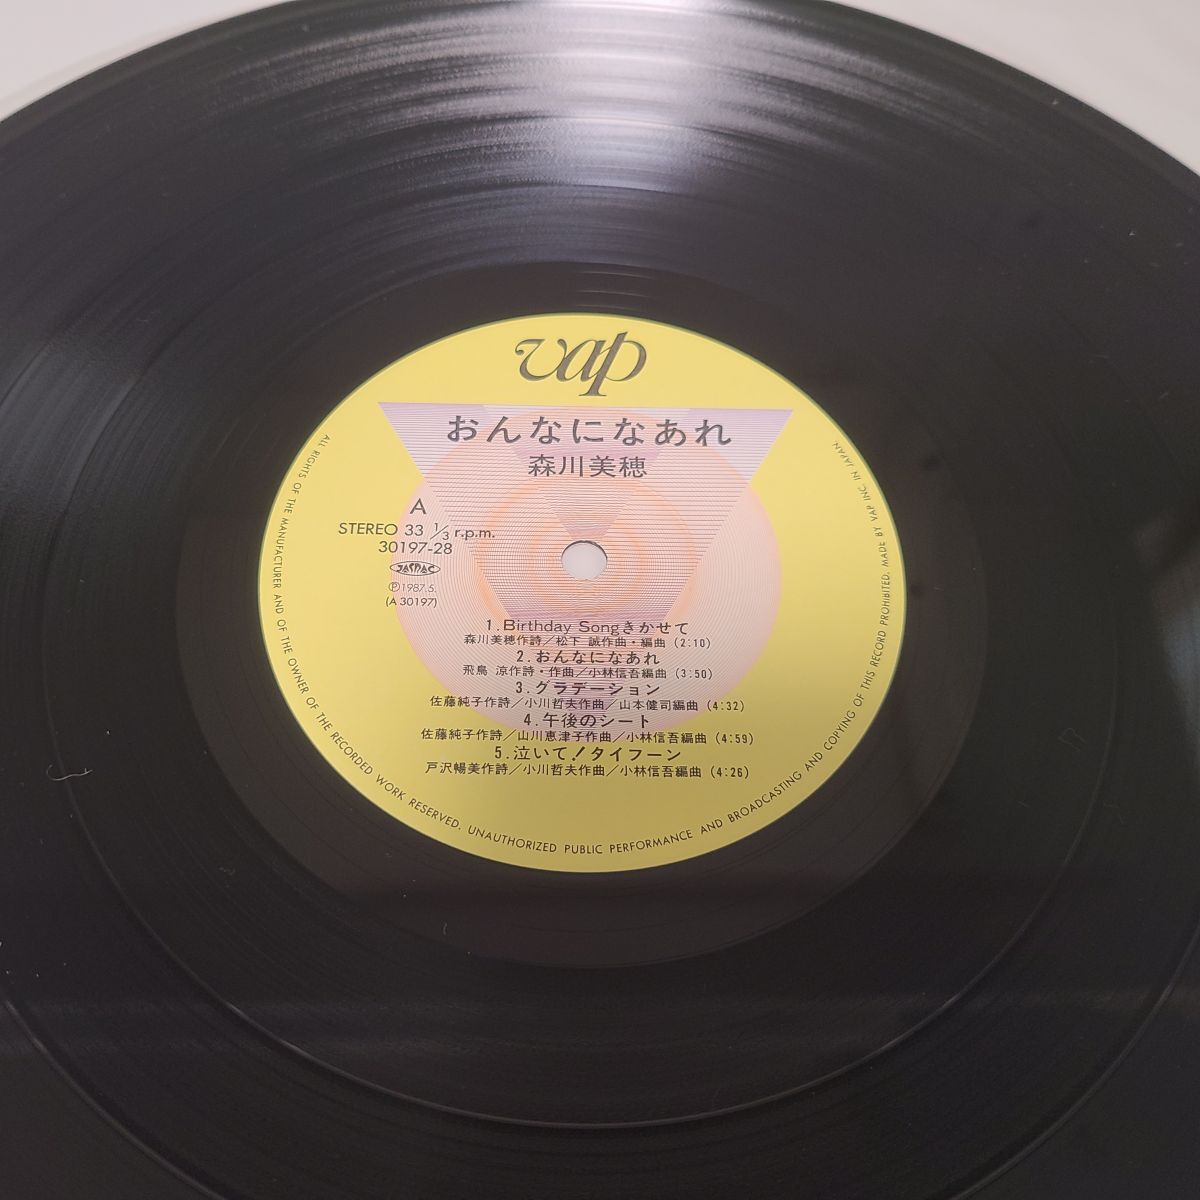 vap
おんなになあれ
森川美穂
A
STEREO 33 1/3 r.p.m.
30197-28
JASRAC
Ⓟ1987.5.
(A 30197)
1.Birthday Songきかせて
森川美穂作詩／松下 誠作曲・編曲 (2:10)
2.おんなになあれ
飛鳥 涼作詩・作曲／小林信吾編曲 (3:50)
3.グラデーション
佐藤純子作詩／小川哲夫作曲／山本健司編曲 (4:32)
4.午後のシート
佐藤純子作詩／山川恵津子作曲／小林信吾編曲 (4:59)
5.泣いて!タイフーン
戸沢暢美作詩／小川哲夫作曲／小林信吾編曲 (4:26)
ALL RIGHTS OF THE MANUFACTURER AND OF THE OWNER OF THE RECORDED WORK RESERVED. UNAUTHORIZED PUBLIC PERFORMANCE AND BROADCASTING AND COPYING OF THIS RECORD PROHIBITED. MADE BY VAP INC. IN JAPAN.